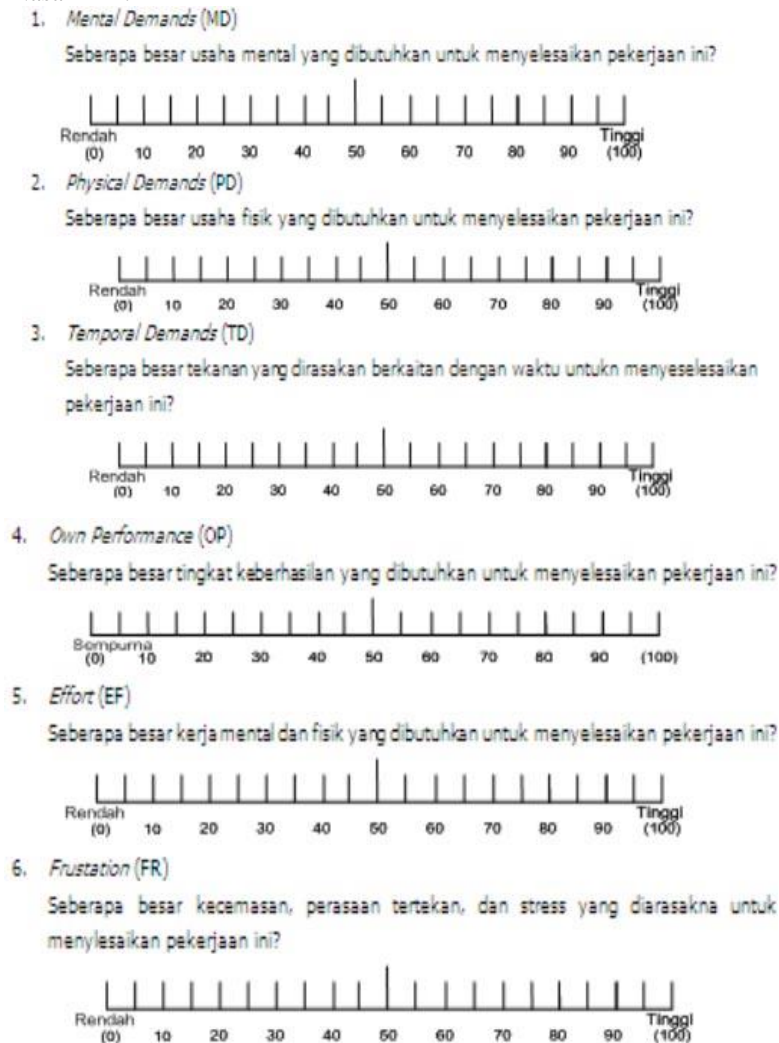 1. Mental Demands (MD)
Seberapa besar usaha mental yang dibutuhkan untuk menyelesaikan pekerjaan ini?
Rendah Tinggi
(0) 10 20 30 40 50 60 70 80 90 (100)
2. Physical Demands (PD)
Seberapa besar usaha fisik yang dibutuhkan untuk menyelesaikan pekerjaan ini?
Rendah Tinggi
(0) 10 20 30 40 50 60 70 80 90 (100)
3. Temporal Demands (TD)
Seberapa besar tekanan yang dirasakan berkaitan dengan waktu untukn menyeselesaikan
pekerjaan ini?
Rendah Tinggi
(0) 10 20 30 40 50 60 70 80 90 (100)
4. Own Performance (OP)
Seberapa besar tingkat keberhasilan yang dibutuhkan untuk menyelesaikan pekerjaan ini?
Sempurna
(0) 10 20 30 40 50 60 70 80 90 (100)
5. Effort (EF)
Seberapa besar kerja mental dan fisik yang dibutuhkan untuk menyelesaikan pekerjaan ini?
Rendah Tinggi
(0) 10 20 30 40 50 60 70 80 90 (100)
6. Frustation (FR)
Seberapa besar kecemasan, perasaan tertekan, dan stress yang diarasakna untuk
menylesaikan pekerjaan ini?
Rendah Tinggi
(0) 10 20 30 40 50 60 70 80 90 (100)